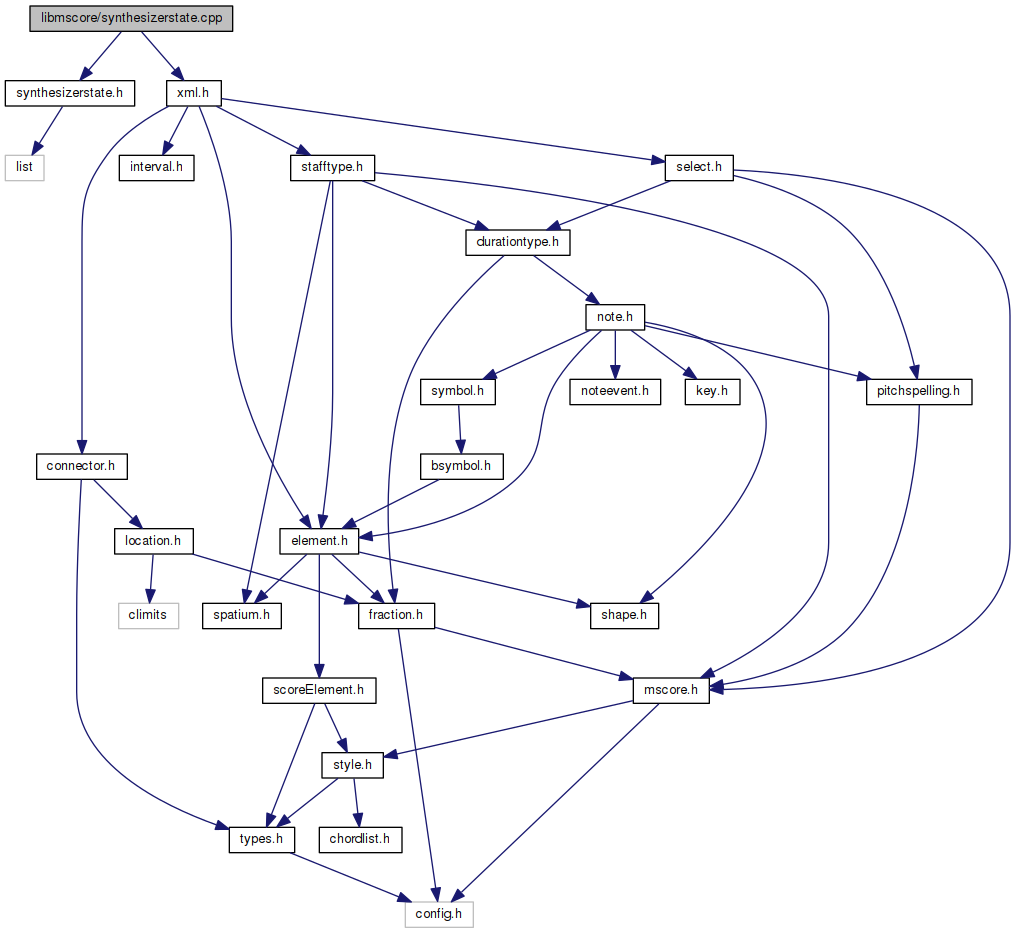 libmscore/synthesizerstate.cpp
synthesizerstate.h
xml.h
list
interval.h
stafftype.h
select.h
durationtype.h
note.h
symbol.h
noteevent.h
key.h
pitchspelling.h
connector.h
bsymbol.h
location.h
element.h
climits
spatium.h
fraction.h
shape.h
scoreElement.h
mscore.h
style.h
types.h
chordlist.h
config.h